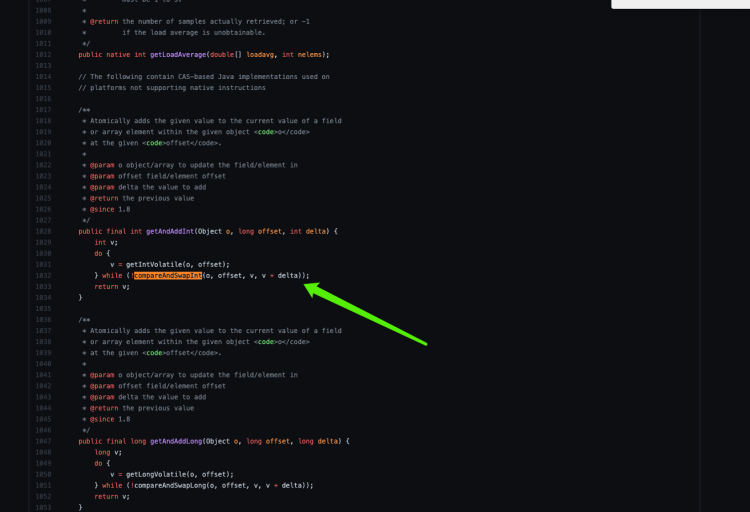 1008 *
1009 * @return the number of samples actually retrieved; or -1
1010 *         if the load average is unobtainable.
1011 */
1012 public native int getLoadAverage(double[] loadavg, int nelems);
1013
1014 // The following contain CAS-based Java implementations used on
1015 // platforms not supporting native instructions
1016
1017 /**
1018 * Atomically adds the given value to the current value of a field
1019 * or array element within the given object <code>o</code>
1020 * at the given <code>offset</code>.
1021 *
1022 * @param o object/array to update the field/element in
1023 * @param offset field/element offset
1024 * @param delta the value to add
1025 * @return the previous value
1026 * @since 1.8
1027 */
1028 public final int getAndAddInt(Object o, long offset, int delta) {
1029 int v;
1030 do {
1031 v = getIntVolatile(o, offset);
1032 } while (!compareAndSwapInt(o, offset, v, v + delta));
1033 return v;
1034 }
1035
1036 /**
1037 * Atomically adds the given value to the current value of a field
1038 * or array element within the given object <code>o</code>
1039 * at the given <code>offset</code>.
1040 *
1041 * @param o object/array to update the field/element in
1042 * @param offset field/element offset
1043 * @param delta the value to add
1044 * @return the previous value
1045 * @since 1.8
1046 */
1047 public final long getAndAddLong(Object o, long offset, long delta) {
1048 long v;
1049 do {
1050 v = getLongVolatile(o, offset);
1051 } while (!compareAndSwapLong(o, offset, v, v + delta));
1052 return v;
1053 }